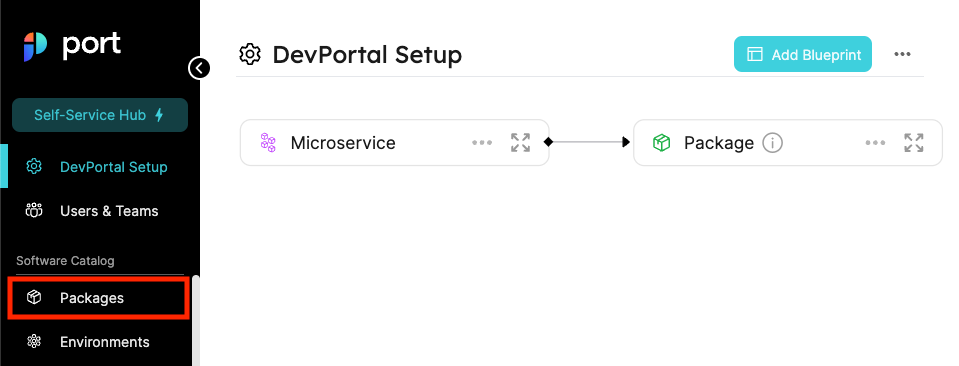 port
Self-Service Hub
DevPortal Setup
Users & Teams
Software Catalog
Packages
Environments
DevPortal Setup
Add Blueprint
Microservice
Package